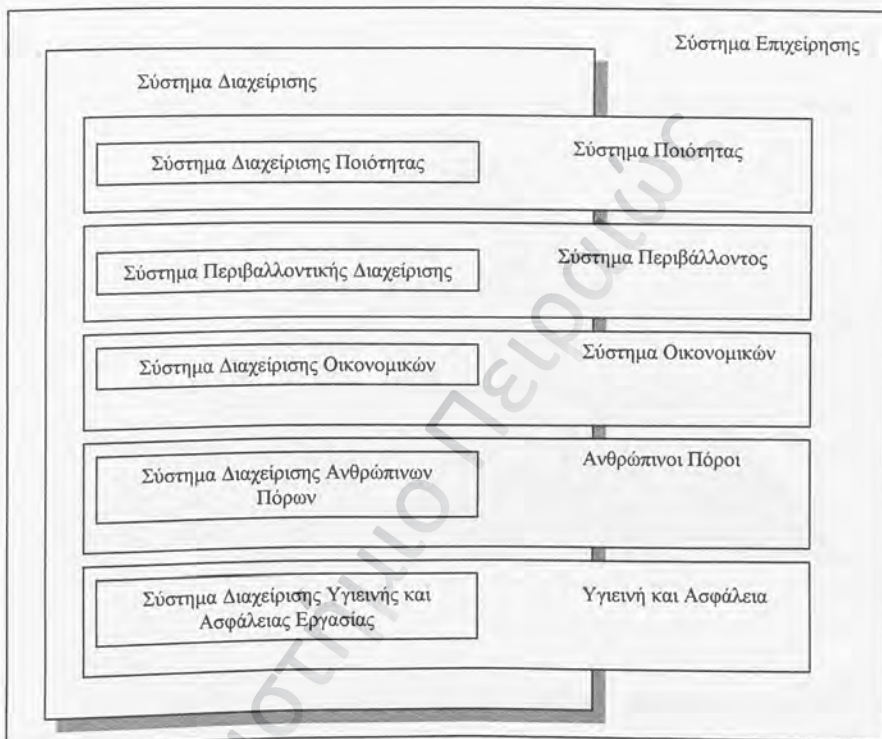 Σύστημα Επιχείρησης
Σύστημα Διαχείρισης
Σύστημα Διαχείρισης Ποιότητας
Σύστημα Ποιότητας
Σύστημα Περιβαλλοντικής Διαχείρισης
Σύστημα Περιβάλλοντος
Σύστημα Διαχείρισης Οικονομικών
Σύστημα Οικονομικών
Σύστημα Διαχείρισης Ανθρώπινων
Πόρων
Ανθρώπινοι Πόροι
Σύστημα Διαχείρισης Υγιεινής και
Ασφάλειας Εργασίας
Υγιεινή και Ασφάλεια
Πειραιώς